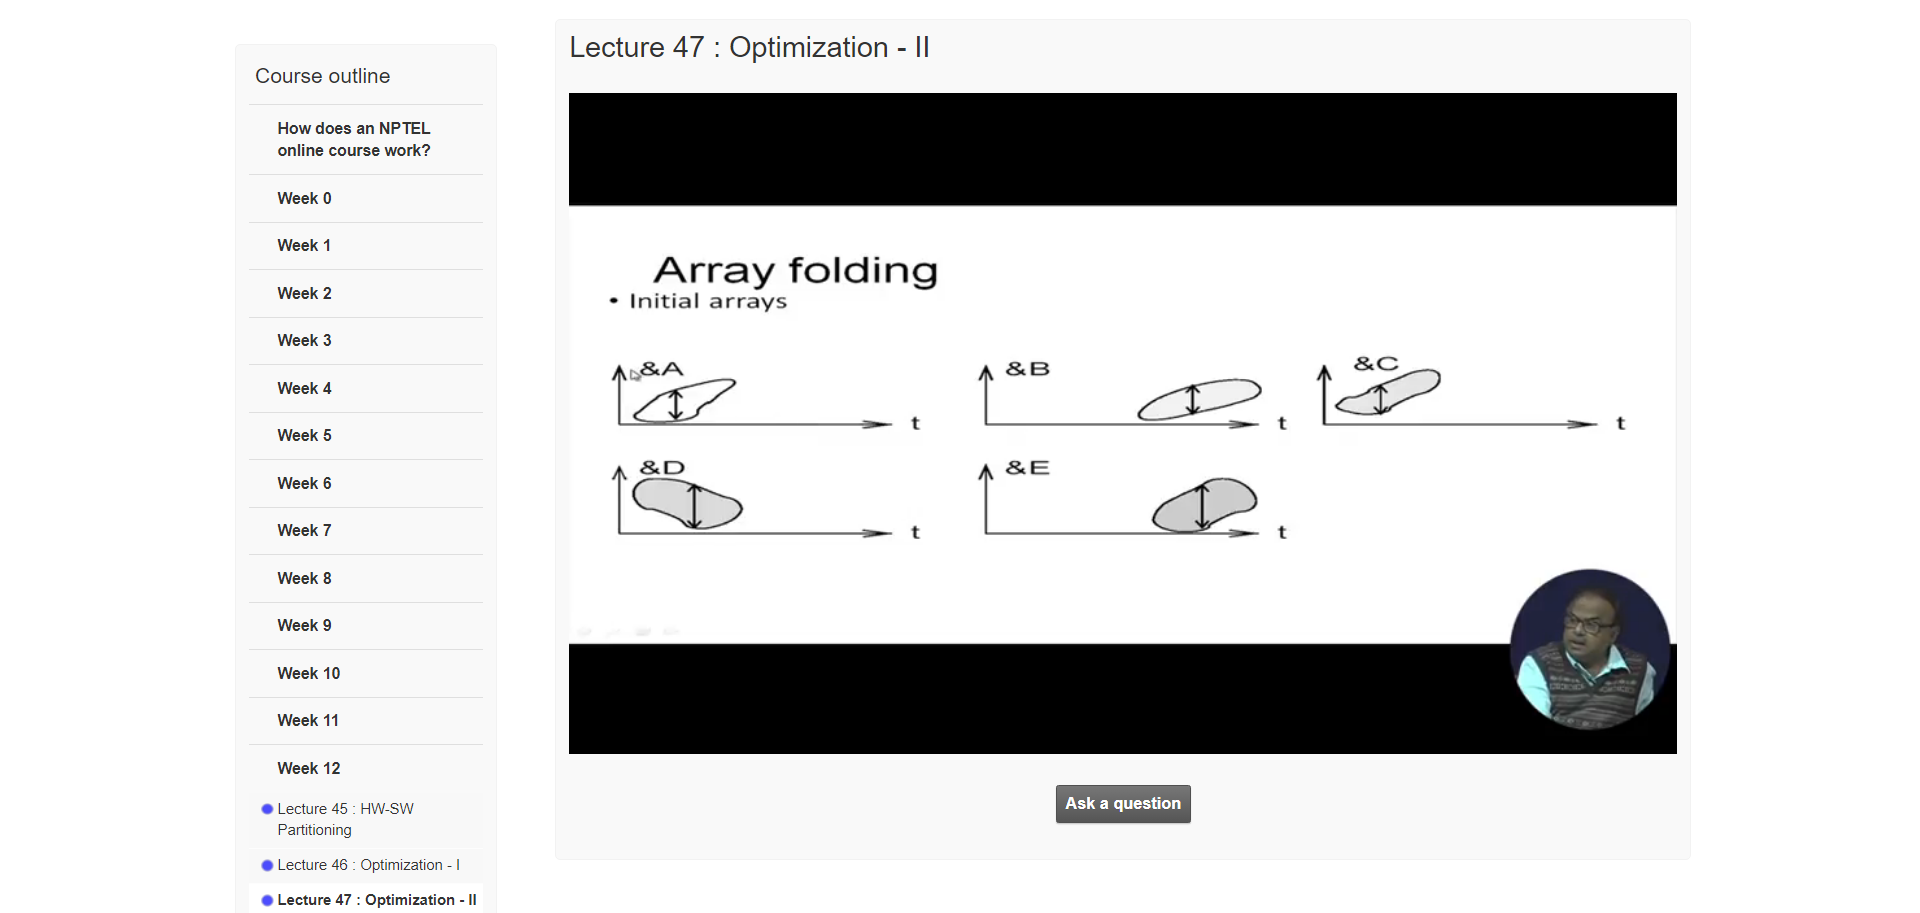 Course outline
How does an NPTEL
online course work?
Week 0
Week 1
Week 2
Week 3
Week 4
Week 5
Week 6
Week 7
Week 8
Week 9
Week 10
Week 11
Week 12
Lecture 45 : HW-SW
Partitioning
Lecture 46 : Optimization - I
Lecture 47 : Optimization - II
Lecture 47 : Optimization - II
Array folding
• Initial arrays
&A
t
&B
t
&C
t
&D
t
&E
t
Ask a question